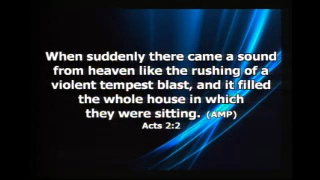 When suddenly there came a sound
from heaven like the rushing of a
violent tempest blast, and it filled
the whole house in which
they were sitting. (AMP)
Acts 2:2